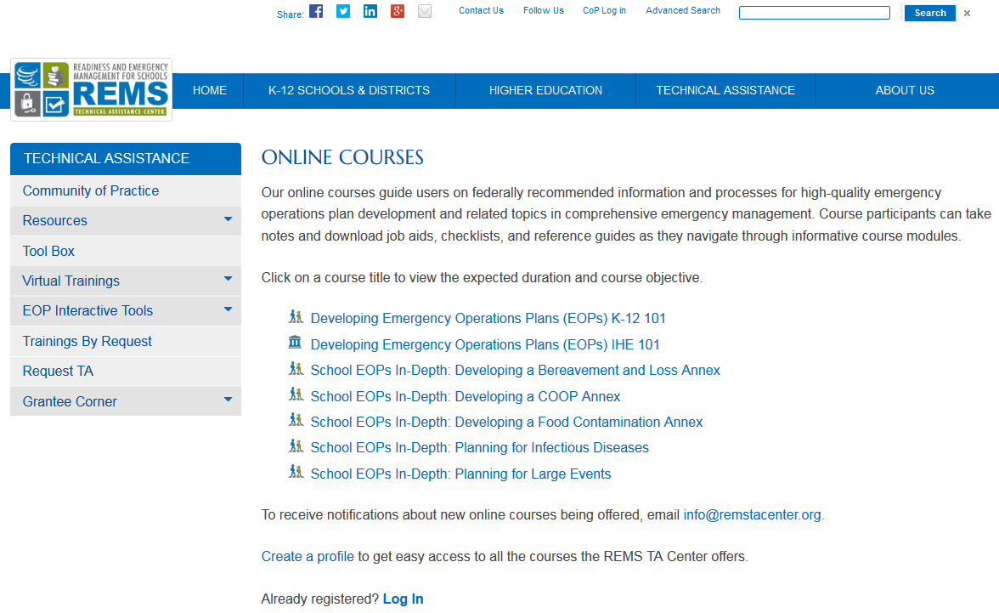 Share:
Contact Us Follow Us CoP Log in Advanced Search Search ×
READINESS AND EMERGENCY
MANAGEMENT FOR SCHOOLS
REMS
TECHNICAL ASSISTANCE CENTER
HOME K-12 SCHOOLS & DISTRICTS HIGHER EDUCATION TECHNICAL ASSISTANCE ABOUT US
TECHNICAL ASSISTANCE
Community of Practice
Resources
Tool Box
Virtual Trainings
EOP Interactive Tools
Trainings By Request
Request TA
Grantee Corner
ONLINE COURSES
Our online courses guide users on federally recommended information and processes for high-quality emergency
operations plan development and related topics in comprehensive emergency management. Course participants can take
notes and download job aids, checklists, and reference guides as they navigate through informative course modules.
Click on a course title to view the expected duration and course objective.
Developing Emergency Operations Plans (EOPs) K-12 101
Developing Emergency Operations Plans (EOPs) IHE 101
School EOPs In-Depth: Developing a Bereavement and Loss Annex
School EOPs In-Depth: Developing a COOP Annex
School EOPs In-Depth: Developing a Food Contamination Annex
School EOPs In-Depth: Planning for Infectious Diseases
School EOPs In-Depth: Planning for Large Events
To receive notifications about new online courses being offered, email info@remstacenter.org.
Create a profile to get easy access to all the courses the REMS TA Center offers.
Already registered? Log In